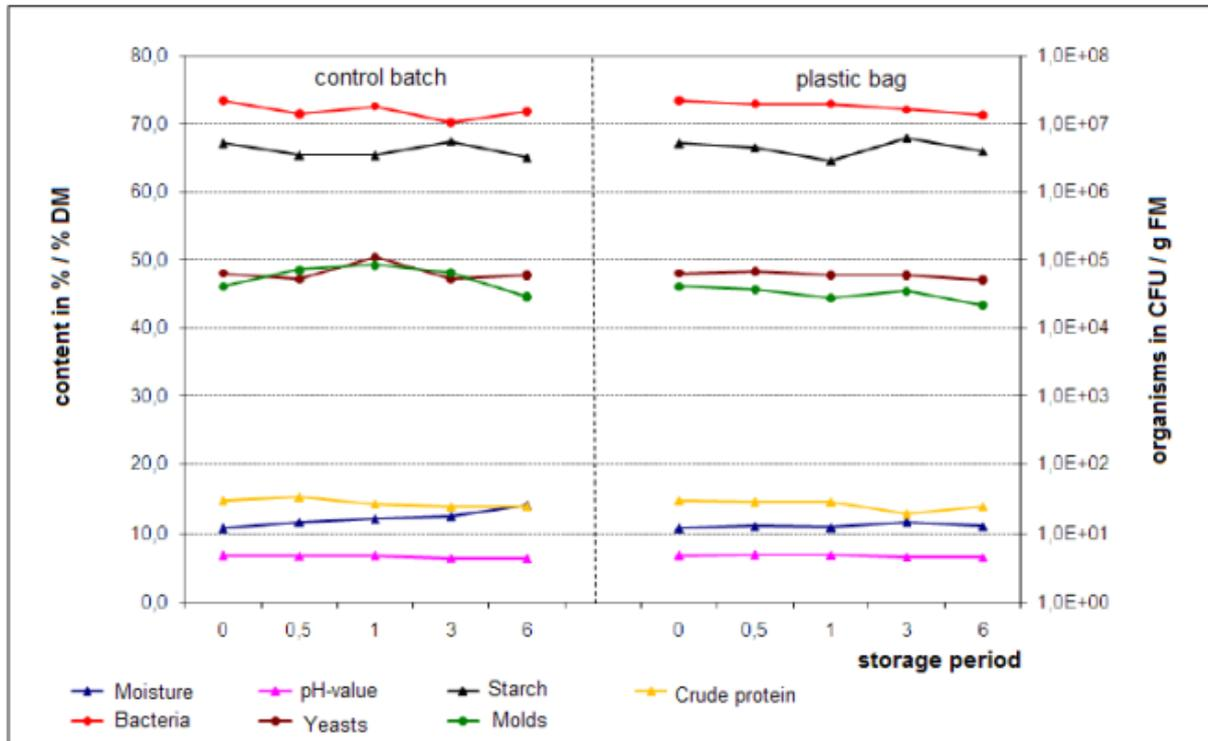 control batch
plastic bag
80,0
70,0
60,0
50,0
40,0
30,0
20,0
10,0
0,0
content in % / % DM
1,0E+08
1,0E+07
1,0E+06
1,0E+05
1,0E+04
1,0E+03
1,0E+02
1,0E+01
1,0E+00
organisms in CFU / g FM
0 0,5 1 3 6 0 0,5 1 3 6
storage period
Moisture pH-value Starch Crude protein
Bacteria Yeasts Molds